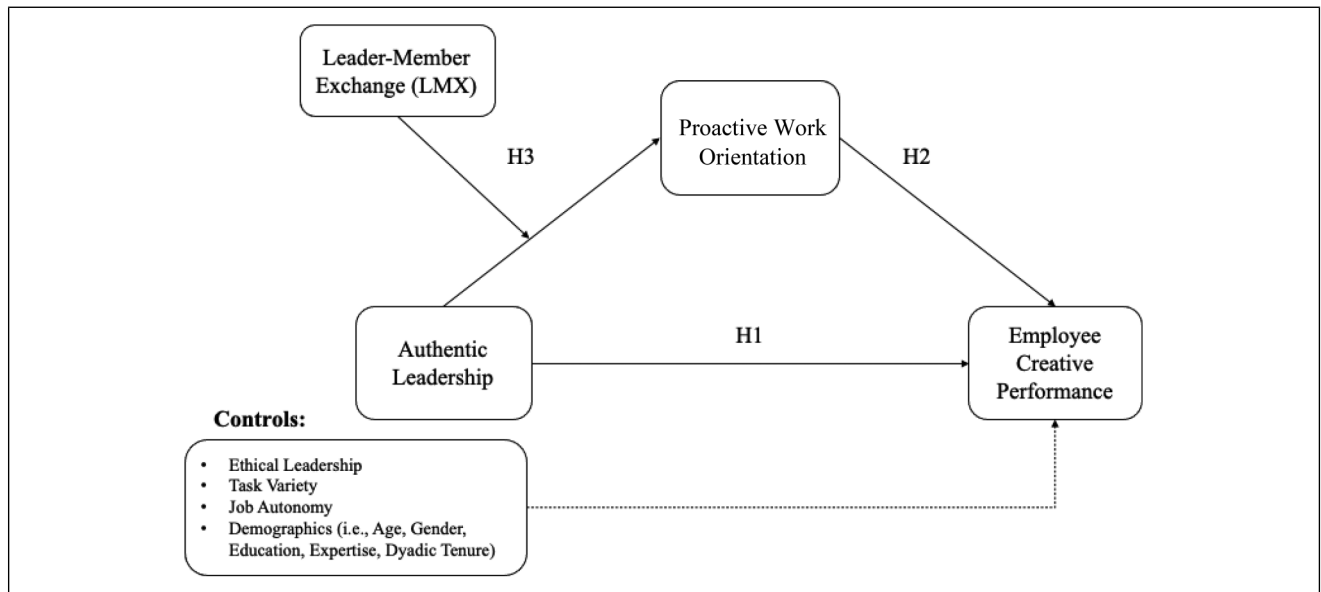 Leader-Member
Exchange (LMX)
Proactive Work
Orientation
H3
H2
Authentic
Leadership
H1
Employee
Creative
Performance
Controls:
• Ethical Leadership
• Task Variety
• Job Autonomy
• Demographics (i.e., Age, Gender,
Education, Expertise, Dyadic Tenure)